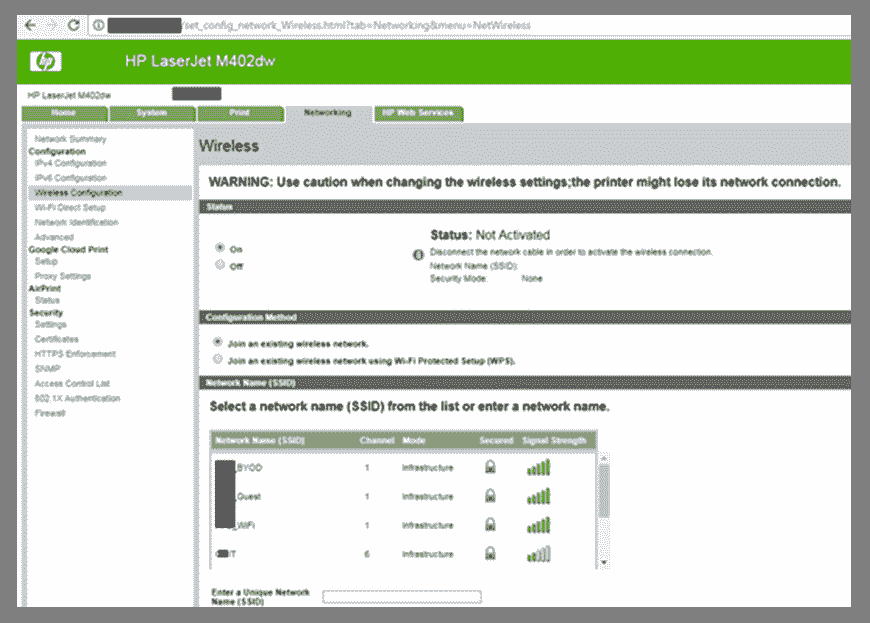 /set_config_network_Wireless.html?tab=Networking&menu=NetWireless
hp
HP LaserJet M402dw
HP LaserJet M402dw
Home System Print Networking HP Web Services
Network Summary
Configuration
IPv4 Configuration
IPv6 Configuration
Wireless Configuration
Wi-Fi Direct Setup
Network Identification
Advanced
Google Cloud Print
Setup
Proxy Settings
AirPrint
Status
Security
Settings
Certificates
HTTPS Enforcement
SNMP
Access Control List
802.1X Authentication
Firewall
Wireless
WARNING: Use caution when changing the wireless settings;the printer might lose its network connection.
Status
On
Off
Status: Not Activated
Disconnect the network cable in order to activate the wireless connection.
Network Name (SSID):
Security Mode: None
Configuration Method
Join an existing wireless network.
Join an existing wireless network using Wi-Fi Protected Setup (WPS).
Network Name (SSID)
Select a network name (SSID) from the list or enter a network name.
Network Name (SSID) Channel Mode Secured Signal Strength
_BYOD 1 Infrastructure
_Guest 1 Infrastructure
_WiFi 1 Infrastructure
IT 6 Infrastructure
Enter a Unique Network
Name (SSID)